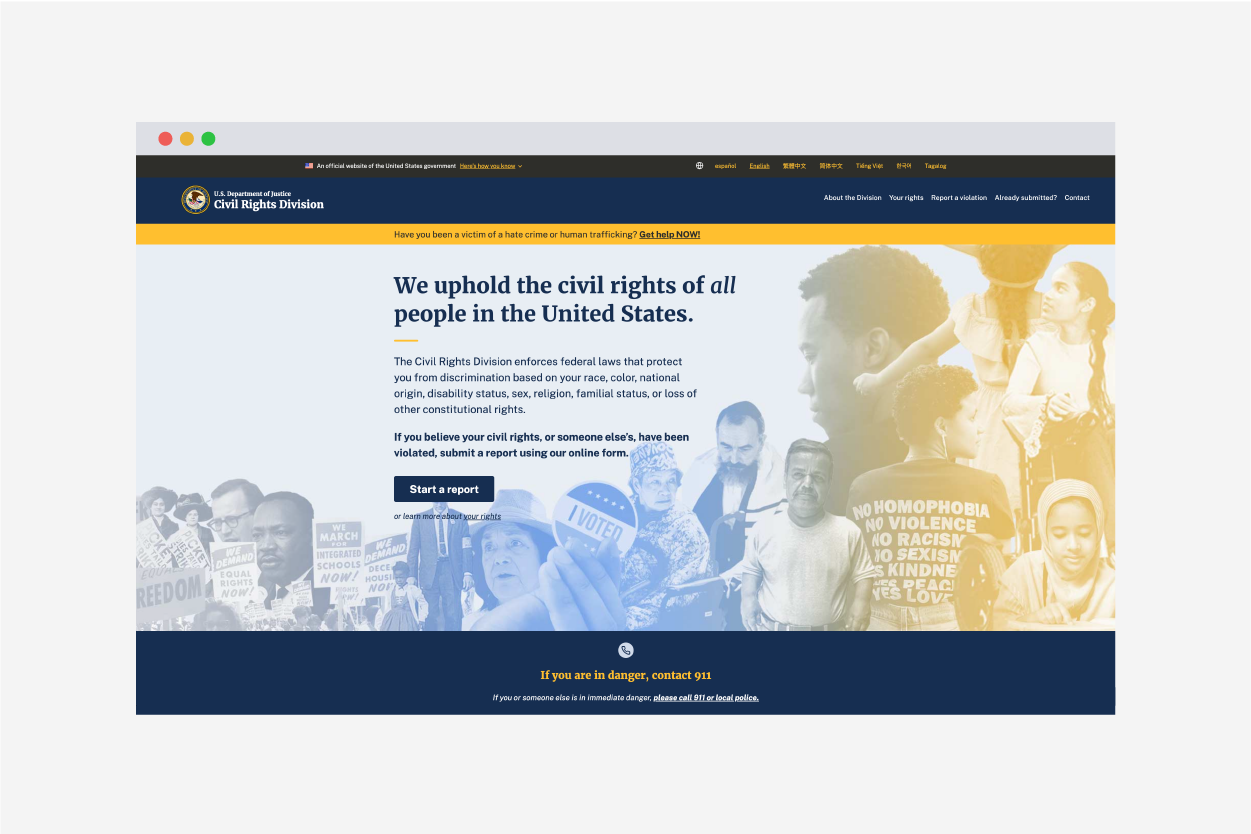 An official website of the United States government Here's how you know
español English 繁體中文 简体中文 Tiếng Việt 한국어 Tagalog
U.S. Department of Justice
Civil Rights Division
About the Division Your rights Report a violation Already submitted? Contact
Have you been a victim of a hate crime or human trafficking? Get help NOW!
We uphold the civil rights of all
people in the United States.
The Civil Rights Division enforces federal laws that protect
you from discrimination based on your race, color, national
origin, disability status, sex, religion, familial status, or loss of
other constitutional rights.
If you believe your civil rights, or someone else's, have been
violated, submit a report using our online form.
Start a report
or learn more about your rights
FREEDOM
WE
DEMAND
EQUAL
RIGHTS
NOW!
WE
MARCH
FOR
INTEGRATED
SCHOOLS
NOW!
WE
DEMAND
NOW!
I VOTED
NO HOMOPHOBIA
NO VIOLENCE
NO RACISM
NO SEXISM
KINDNE
YES PEAC
YES LOVE
If you are in danger, contact 911
If you or someone else is in immediate danger, please call 911 or local police.